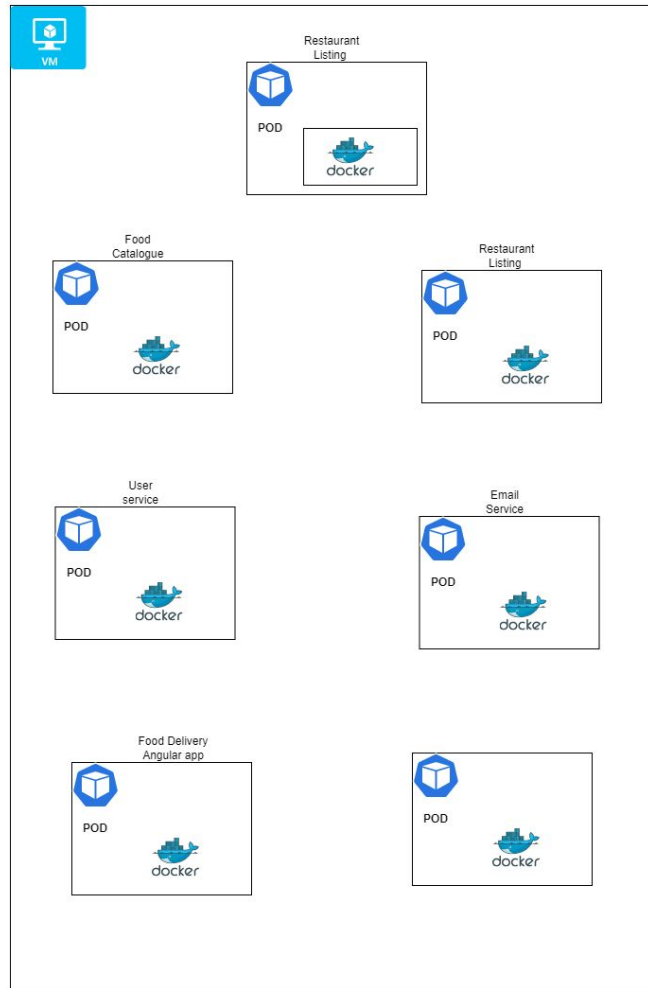 VM
Restaurant
Listing
POD
docker
Food
Catalogue
POD
docker
Restaurant
Listing
POD
docker
User
service
POD
docker
Email
Service
POD
docker
Food Delivery
Angular app
POD
docker
POD
docker